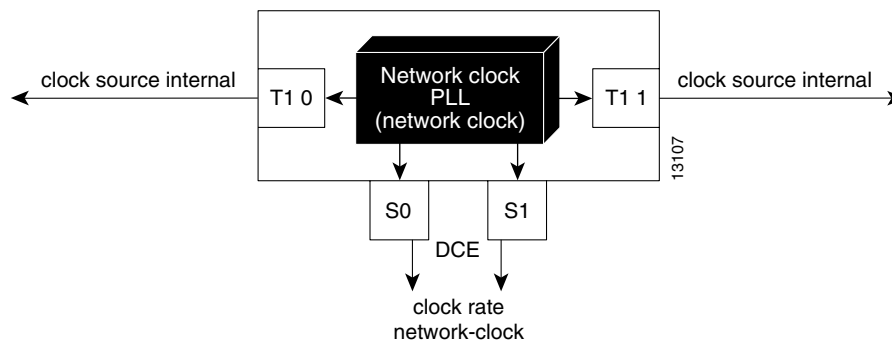 clock source internal
T1 0
Network clock
PLL
(network clock)
T1 1
clock source internal
13107
S0
S1
DCE
clock rate
network-clock